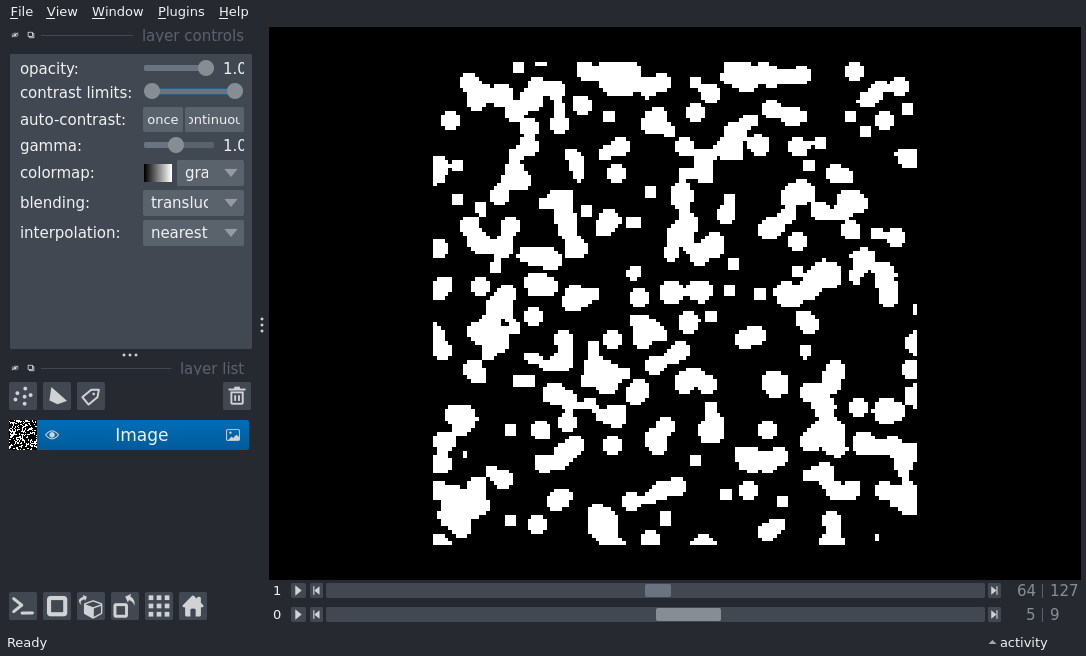 File View Window Plugins Help
layer controls
opacity: 1.0
contrast limits:
auto-contrast: once ontinuou
gamma: 1.0
colormap: gra
blending: transluc
interpolation: nearest
layer list
Image
1 64 | 127
0 5 | 9
Ready activity